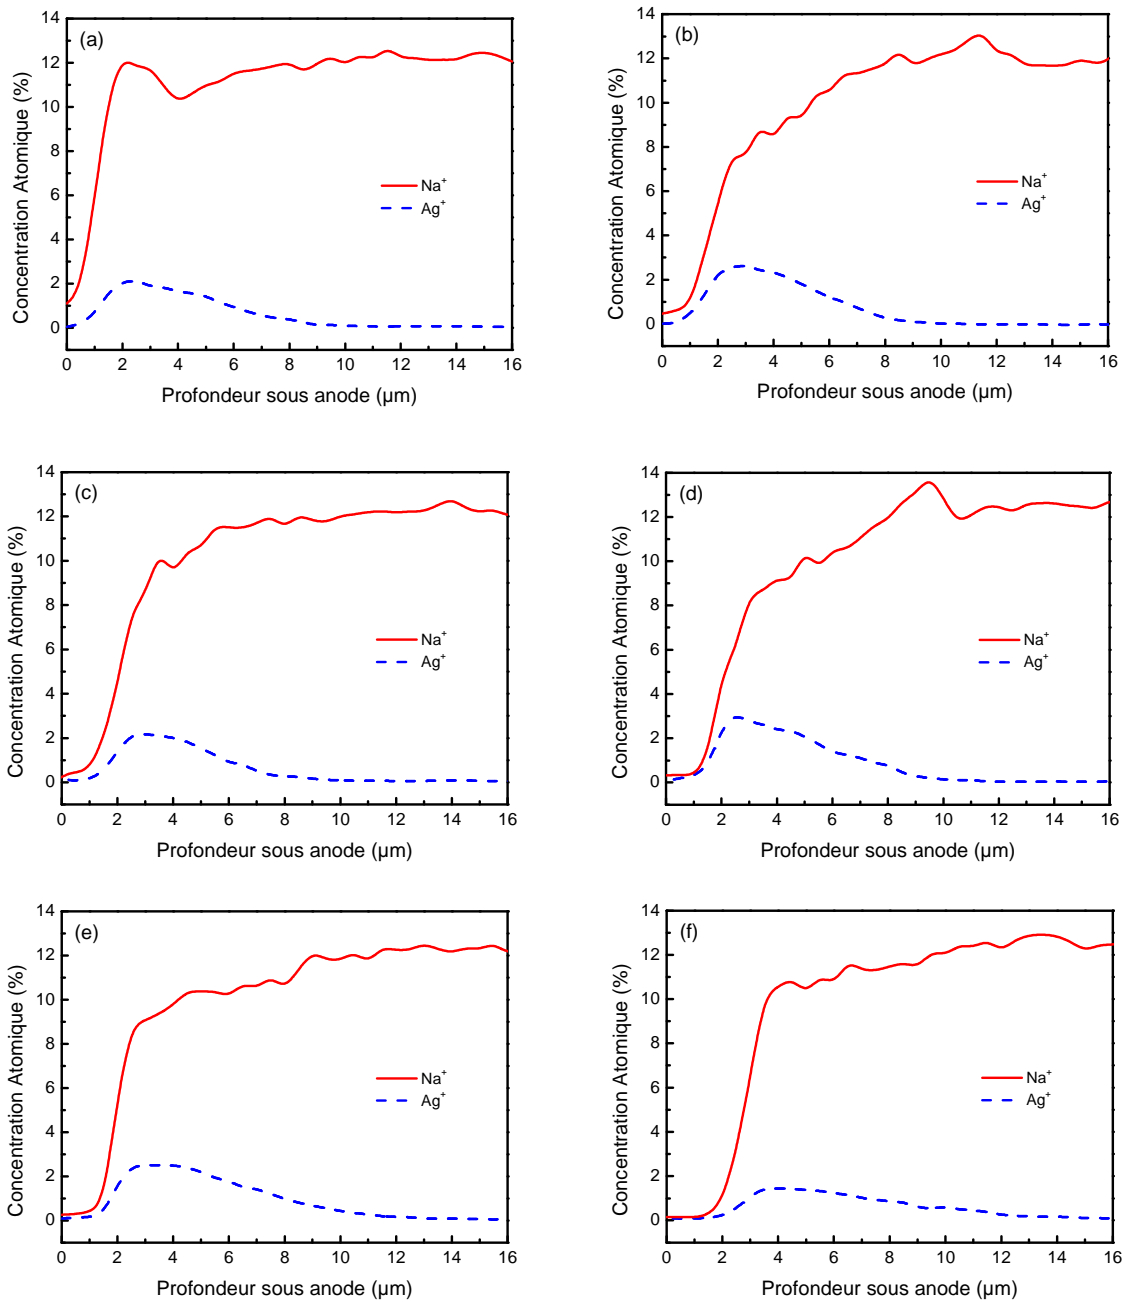 (a)
14
12
10
8
6
4
2
0
Concentration Atomique (%)
Na⁺
Ag⁺
0 2 4 6 8 10 12 14 16
Profondeur sous anode (µm)
(b)
14
12
10
8
6
4
2
0
Concentration Atomique (%)
Na⁺
Ag⁺
0 2 4 6 8 10 12 14 16
Profondeur sous anode (µm)
(c)
14
12
10
8
6
4
2
0
Concentration Atomique (%)
Na⁺
Ag⁺
0 2 4 6 8 10 12 14 16
Profondeur sous anode (µm)
(d)
14
12
10
8
6
4
2
0
Concentration Atomique (%)
Na⁺
Ag⁺
0 2 4 6 8 10 12 14 16
Profondeur sous anode (µm)
(e)
14
12
10
8
6
4
2
0
Concentration Atomique (%)
Na⁺
Ag⁺
0 2 4 6 8 10 12 14 16
Profondeur sous anode (µm)
(f)
14
12
10
8
6
4
2
0
Concentration Atomique (%)
Na⁺
Ag⁺
0 2 4 6 8 10 12 14 16
Profondeur sous anode (µm)